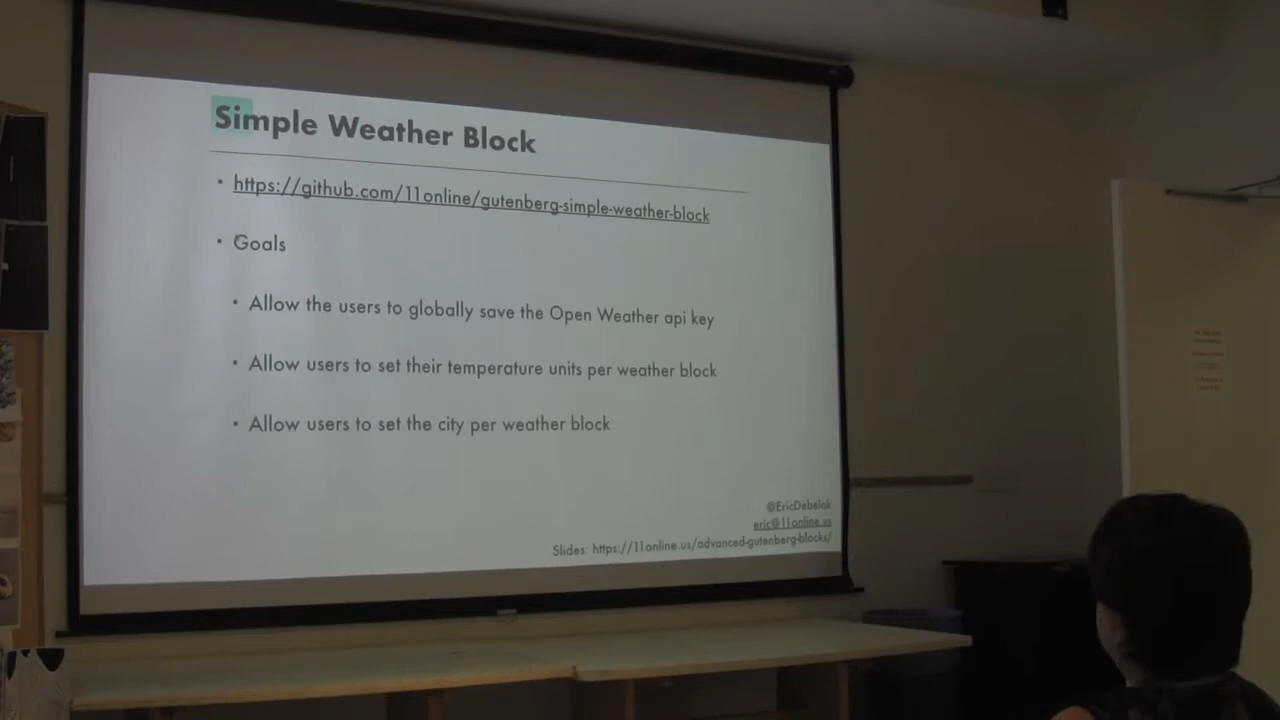 Simple Weather Block
• https://github.com/11online/gutenberg-simple-weather-block
• Goals
• Allow the users to globally save the Open Weather api key
• Allow users to set their temperature units per weather block
• Allow users to set the city per weather block
@EricDebelak
eric@11online.us
Slides: https://11online.us/advanced-gutenberg-blocks/